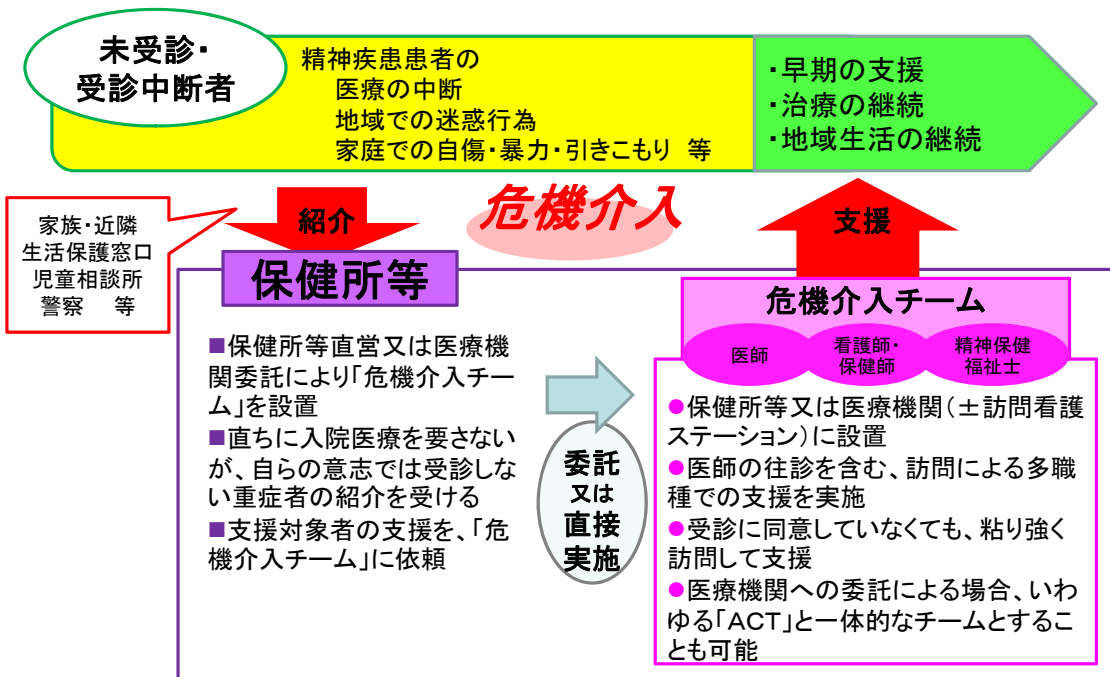 未受診・
受診中断者
精神疾患患者の
医療の中断
地域での迷惑行為
家庭での自傷・暴力・引きこもり 等
・早期の支援
・治療の継続
・地域生活の継続
家族・近隣
生活保護窓口
児童相談所
警察 等
紹介
危機介入
支援
保健所等
■保健所等直営又は医療機
関委託により「危機介入チー
ム」を設置
■直ちに入院医療を要さない
が、自らの意志では受診しな
い重症者の紹介を受ける
■支援対象者の支援を、「危
機介入チーム」に依頼
委託
又は
直接
実施
危機介入チーム
医師
看護師・
保健師
精神保健
福祉士
●保健所等又は医療機関(±訪問看護
ステーション)に設置
●医師の往診を含む、訪問による多職
種での支援を実施
●受診に同意していなくても、粘り強く
訪問して支援
●医療機関への委託による場合、いわ
ゆる「ACT」と一体的なチームとするこ
とも可能